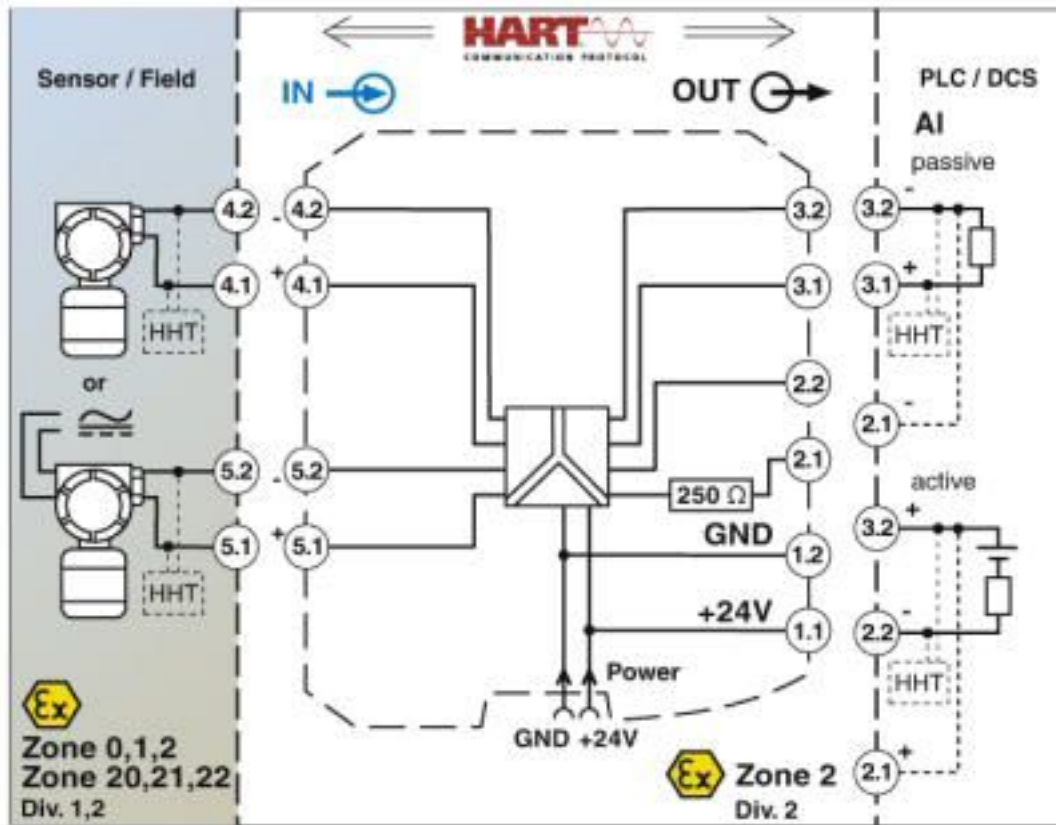 HART
COMMUNICATION PROTOCOL
Sensor / Field
IN
OUT
PLC / DCS
AI
passive
4.2
-
4.2
3.2
3.2
-
4.1
+
4.1
3.1
3.1
+
HHT
HHT
or
2.2
2.1
-
5.2
-
5.2
2.1
active
250 Ω
3.2
+
GND
5.1
+
5.1
1.2
HHT
+24V
1.1
2.2
-
Power
HHT
GND +24V
Ex
Zone 0,1,2
Zone 20,21,22
Div. 1,2
Ex
Zone 2
Div. 2
2.1
+